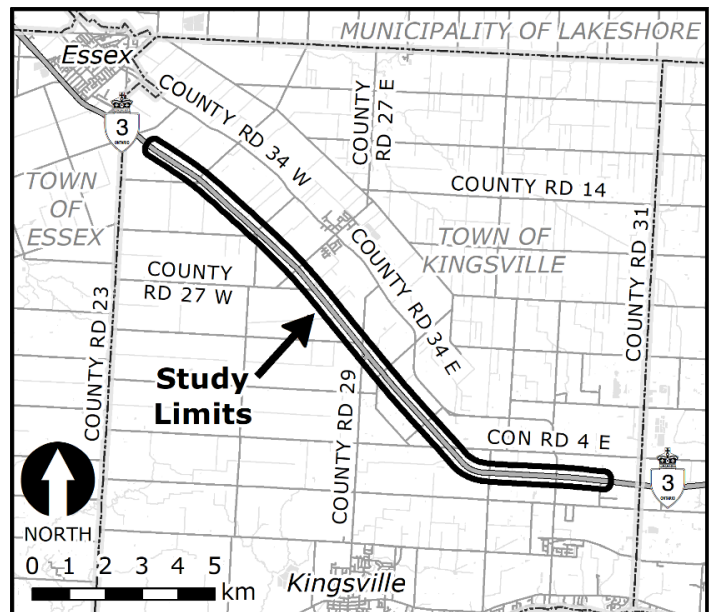 MUNICIPALITY OF LAKESHORE
Essex
COUNTY RD 34 W
COUNTY
RD 27 E
3
ONTARIO
TOWN
OF
ESSEX
COUNTY RD 14
TOWN OF
KINGSVILLE
COUNTY RD 31
COUNTY
RD 27 W
COUNTY RD 34 E
COUNTY RD 23
Study
Limits
COUNTY RD 29
CON RD 4 E
3
ONTARIO
NORTH
0 1 2 3 4 5
km
Kingsville